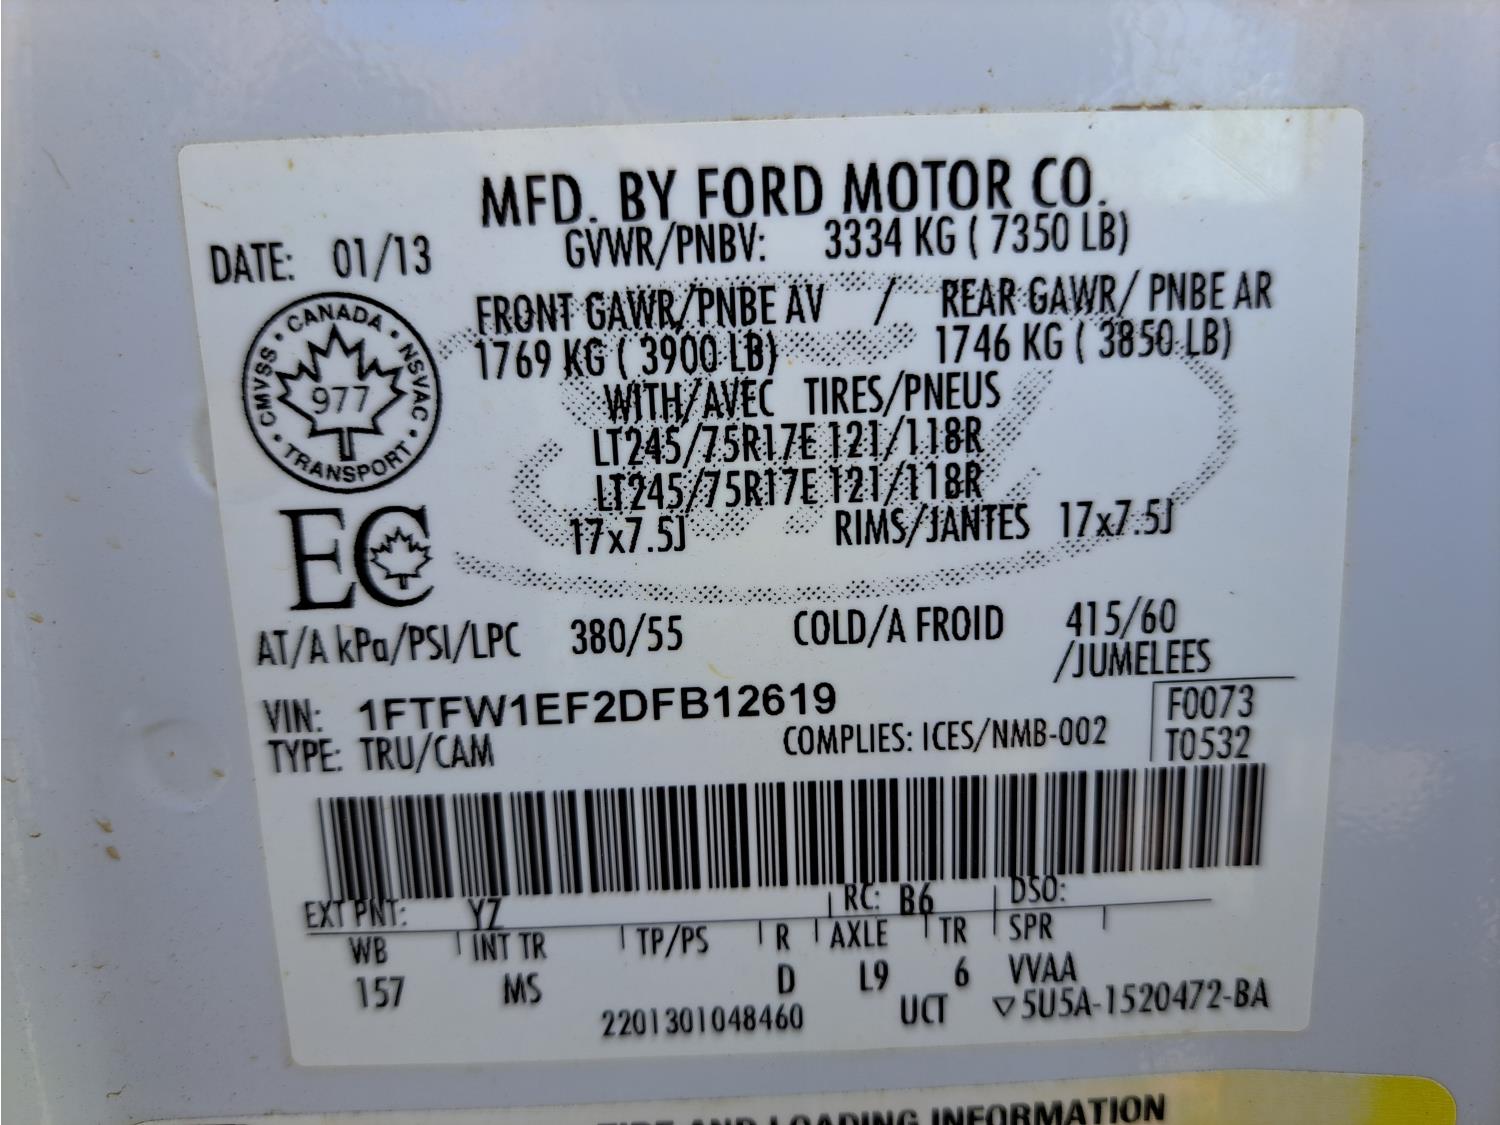 MFD. BY FORD MOTOR CO.
DATE: 01/13
GVWR/PNBV: 3334 KG ( 7350 LB)
FRONT GAWR/PNBE AV / REAR GAWR/ PNBE AR
1769 KG ( 3900 LB) 1746 KG ( 3850 LB)
WITH/AVEC TIRES/PNEUS
LT245/75R17E 121/118R
LT245/75R17E 121/118R
17x7.5J RIMS/JANTES 17x7.5J
CANADA
CMVSS NSVAC
977
TRANSPORT
EC
AT/A kPa/PSI/LPC 380/55 COLD/A FROID 415/60
/JUMELEES
VIN: 1FTFW1EF2DFB12619
F0073
TYPE: TRU/CAM COMPLIES: ICES/NMB-002 T0532
EXT PNT: YZ RC: B6 DSO:
WB INT TR TP/PS R AXLE TR SPR
157 MS D L9 6 VVAA
2201301048460 UCT ▽5U5A-1520472-BA
TIRE AND LOADING INFORMATION